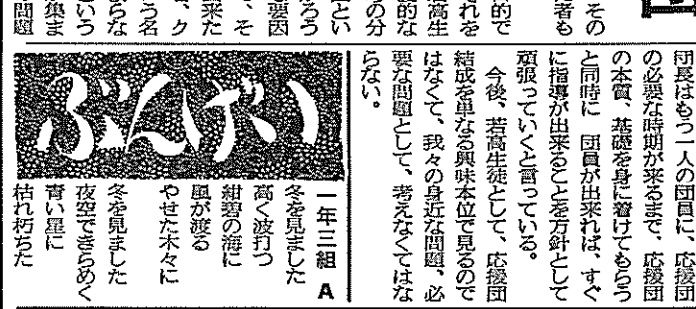 団長はもう一人の団員に、応援団
の必要な時期が来るまで、応援団
の本質、基礎を身に着けてもらう
と同時に 団員が出来れば、すぐ
に指導が出来ることを方針として
頑張っていくと言っている。
今後、若高生徒として、応援団
結成を単なる興味本位で見るので
はなくて、我々の身近な問題、必
要な問題として、考えなくてはな
らない。
ぶんげい
一年三組 A
冬を見ました
高く波打つ
紺碧の海に
風が渡る
やせた木々に
冬を見ました
夜空できらめく
青い星に
枯れ朽ちた